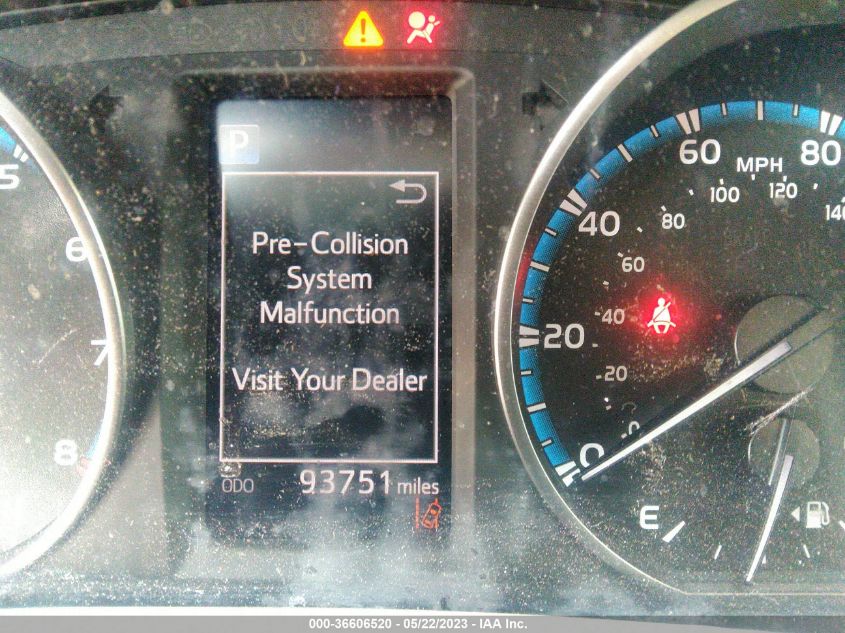 P
Pre-Collision
System
Malfunction
Visit Your Dealer
ODO 93751 miles
5
6
7
8
0
20
40
60
80
MPH
0
20
40
60
80
100
120
140
E
000-36606520 - 05/22/2023 - IAA Inc.